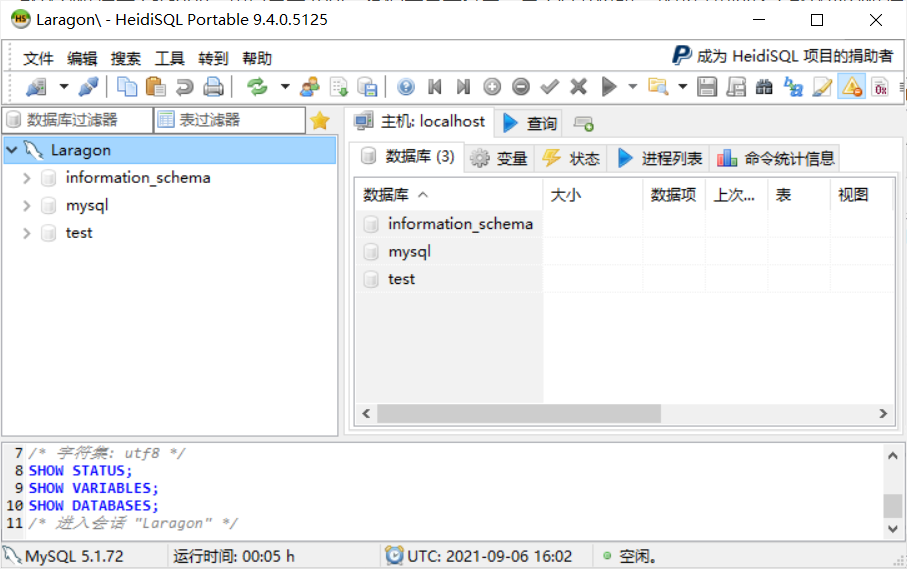 Laragon\ - HeidiSQL Portable 9.4.0.5125
文件 编辑 搜索 工具 转到 帮助 成为 HeidiSQL 项目的捐助者
数据库过滤器 表过滤器 主机: localhost 查询
Laragon
information_schema
mysql
test
数据库 (3) 变量 状态 进程列表 命令统计信息
数据库 大小 数据项 上次... 表 视图
information_schema
mysql
test
7 /* 字符集: utf8 */
8 SHOW STATUS;
9 SHOW VARIABLES;
10 SHOW DATABASES;
11 /* 进入会话 "Laragon" */
MySQL 5.1.72 运行时间: 00:05 h UTC: 2021-09-06 16:02 空闲。